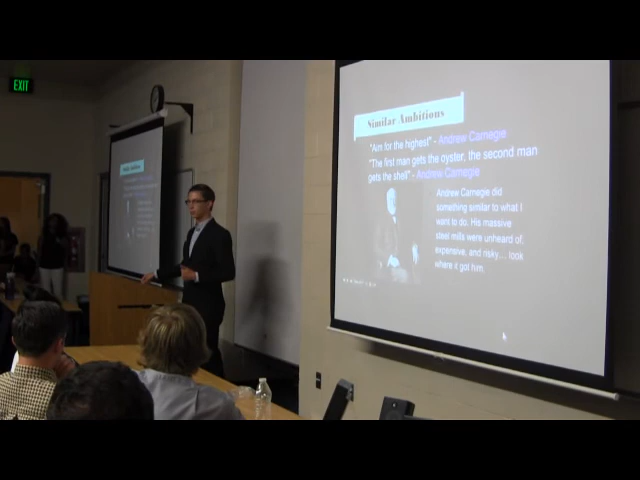 EXIT
Similar Ambitions
Similar Ambitions
"Aim for the highest" - Andrew Carnegie
"The first man gets the oyster, the second man
gets the shell" - Andrew Carnegie
Andrew Carnegie did
something similar to what I
want to do. His massive
steel mills were unheard of,
expensive, and risky.... look
where it got him.